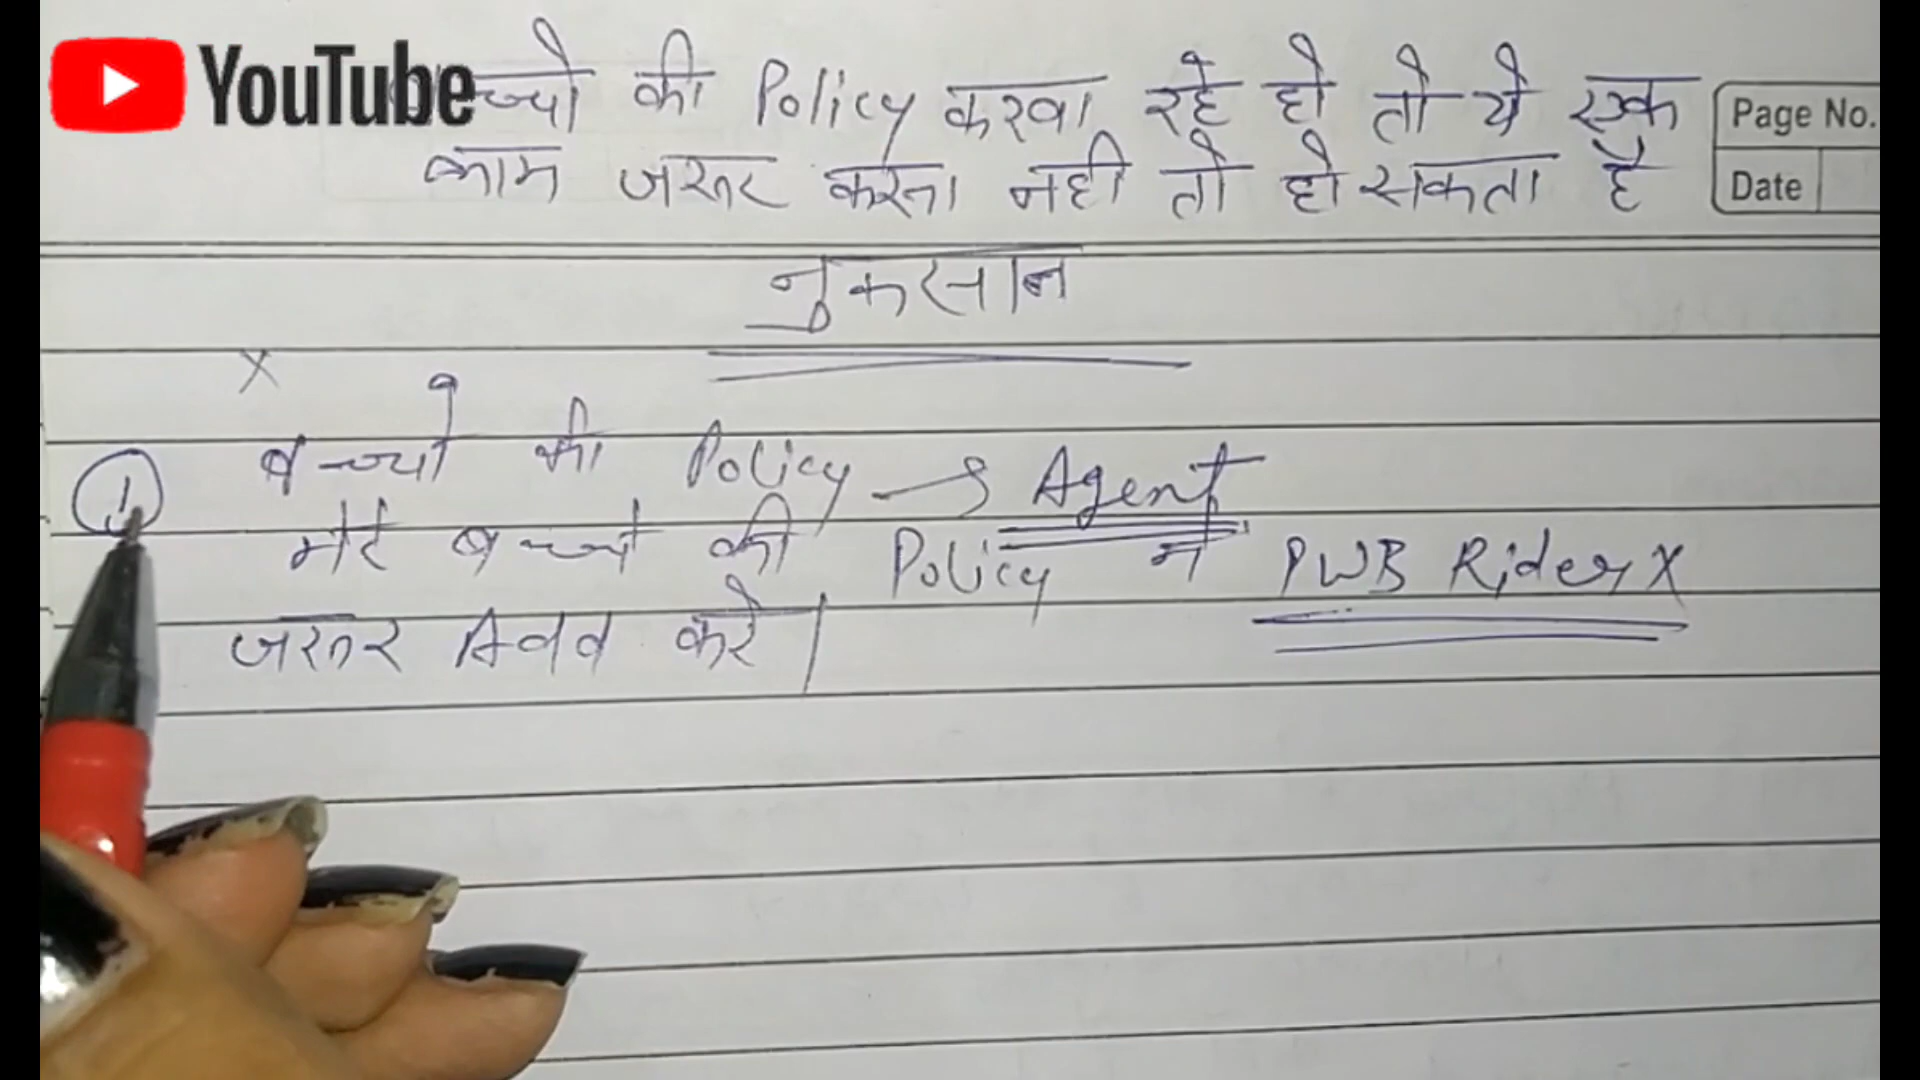 YouTube
बच्चो की Policy करवा रहे हो तो ये एक
काम जरूर करना नही तो हो सकता है
नुकसान
Page No.
Date
X
① बच्चो की Policy → Agent
मेरे बच्चो की Policy में PWB Rider X
जरूर Add करे।